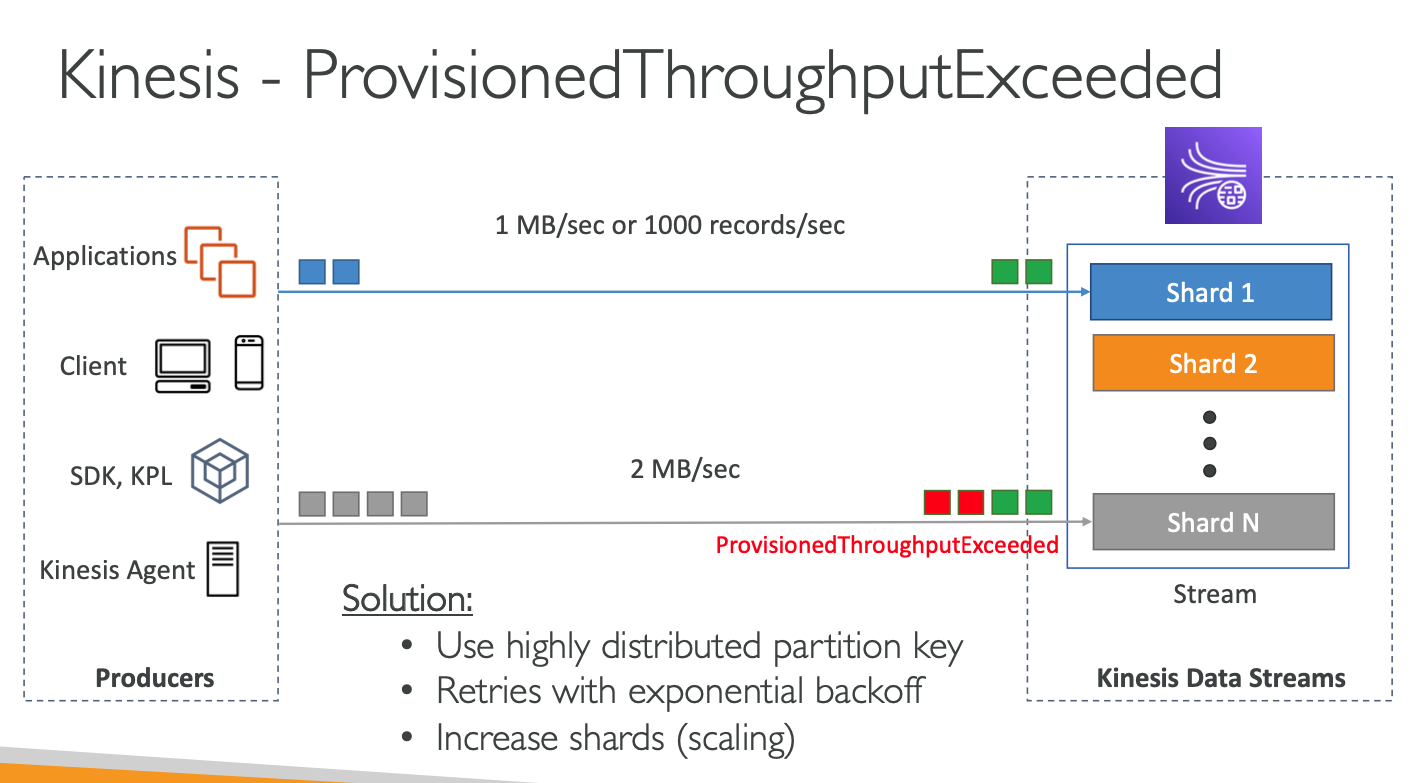 Kinesis - ProvisionedThroughputExceeded
Applications
Client
SDK, KPL
Kinesis Agent
Producers
1 MB/sec or 1000 records/sec
2 MB/sec
ProvisionedThroughputExceeded
Solution:
• Use highly distributed partition key
• Retries with exponential backoff
• Increase shards (scaling)
Shard 1
Shard 2
Shard N
Stream
Kinesis Data Streams